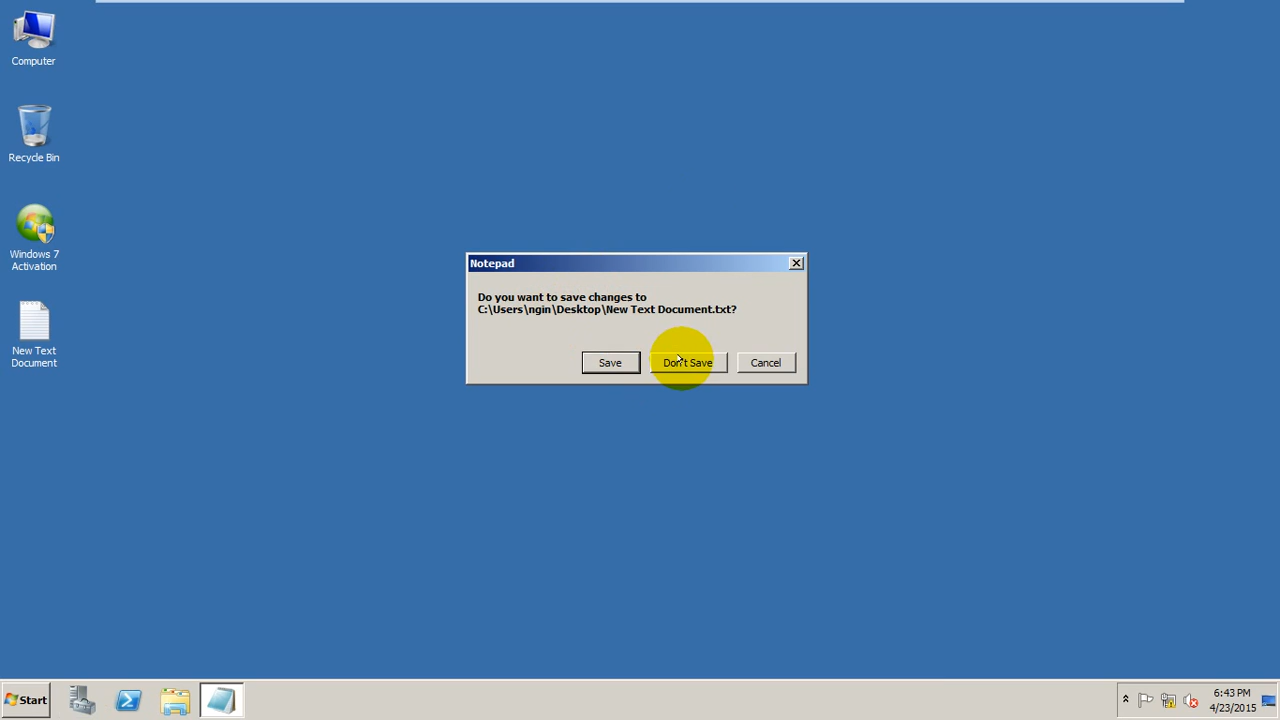 Computer
Recycle Bin
Windows 7
Activation
New Text
Document
Notepad
Do you want to save changes to
C:\Users\ngin\Desktop\New Text Document.txt?
Save
Don't Save
Cancel
Start
6:43 PM
4/23/2015